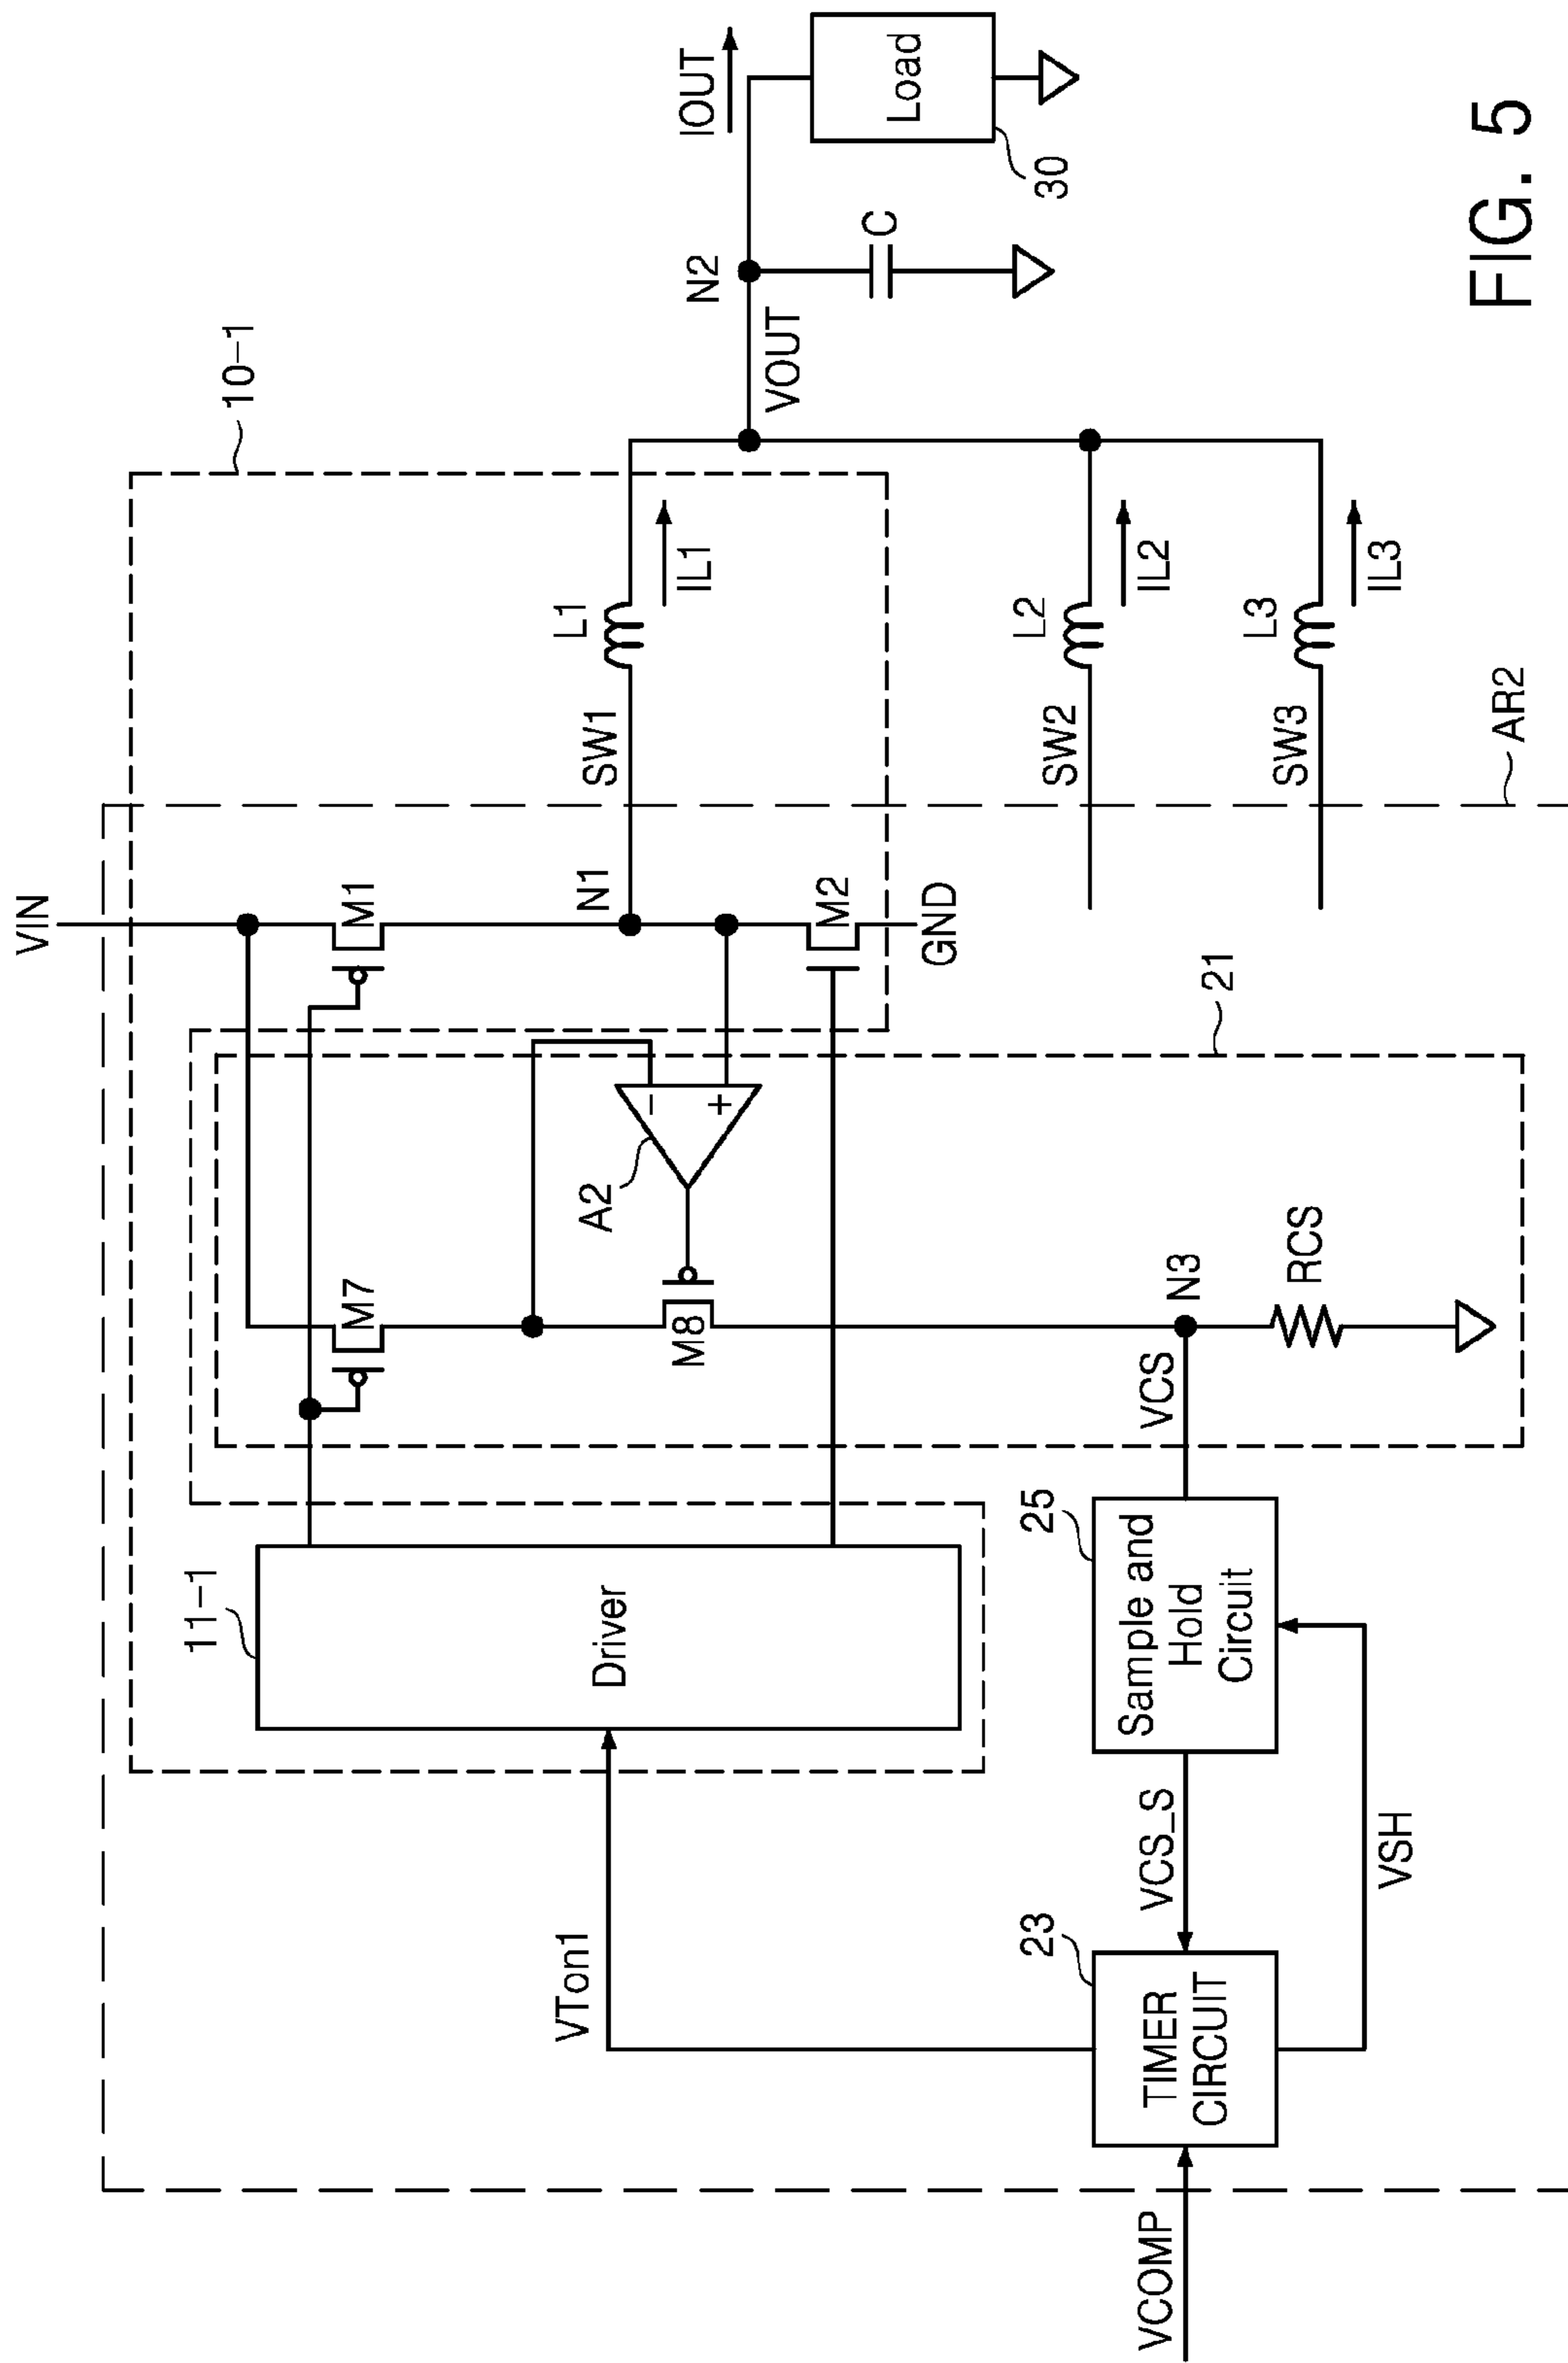 VIN
10-1
11-1
M7
M1
IOUT
Load
30
N2
C
VOUT
VTon1
Driver
A2
−
+
N1
SW1
L1
IL1
M8
M2
GND
23
25
21
SW2
L2
IL2
VCOMP
TIMER
CIRCUIT
VCS_S
Sample and
Hold
Circuit
VCS
N3
RCS
SW3
L3
IL3
VSH
AR2
FIG. 5